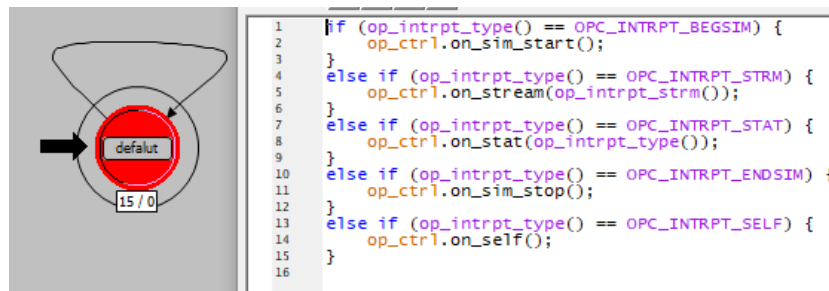 defalut
15 / 0
1 if (op_intrpt_type() == OPC_INTRPT_BEGSIM) {
2 op_ctrl.on_sim_start();
3 }
4 else if (op_intrpt_type() == OPC_INTRPT_STRM) {
5 op_ctrl.on_stream(op_intrpt_strm());
6 }
7 else if (op_intrpt_type() == OPC_INTRPT_STAT) {
8 op_ctrl.on_stat(op_intrpt_type());
9 }
10 else if (op_intrpt_type() == OPC_INTRPT_ENDSIM) {
11 op_ctrl.on_sim_stop();
12 }
13 else if (op_intrpt_type() == OPC_INTRPT_SELF) {
14 op_ctrl.on_self();
15 }
16